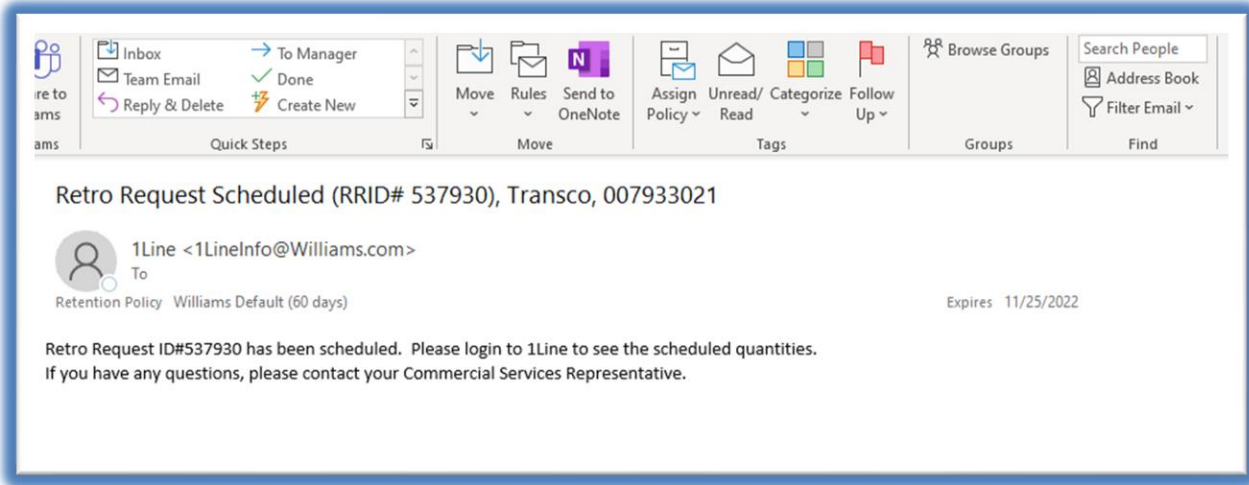 Inbox
To Manager
Team Email
Done
Reply & Delete
Create New
re to
ams
ams
Quick Steps
Move
Rules
Send to
OneNote
Move
Assign
Policy
Unread/
Read
Categorize
Follow
Up
Tags
Browse Groups
Groups
Search People
Address Book
Filter Email
Find
Retro Request Scheduled (RRID# 537930), Transco, 007933021
1Line <1LineInfo@Williams.com>
To
Retention Policy Williams Default (60 days)
Expires 11/25/2022
Retro Request ID#537930 has been scheduled. Please login to 1Line to see the scheduled quantities.
If you have any questions, please contact your Commercial Services Representative.